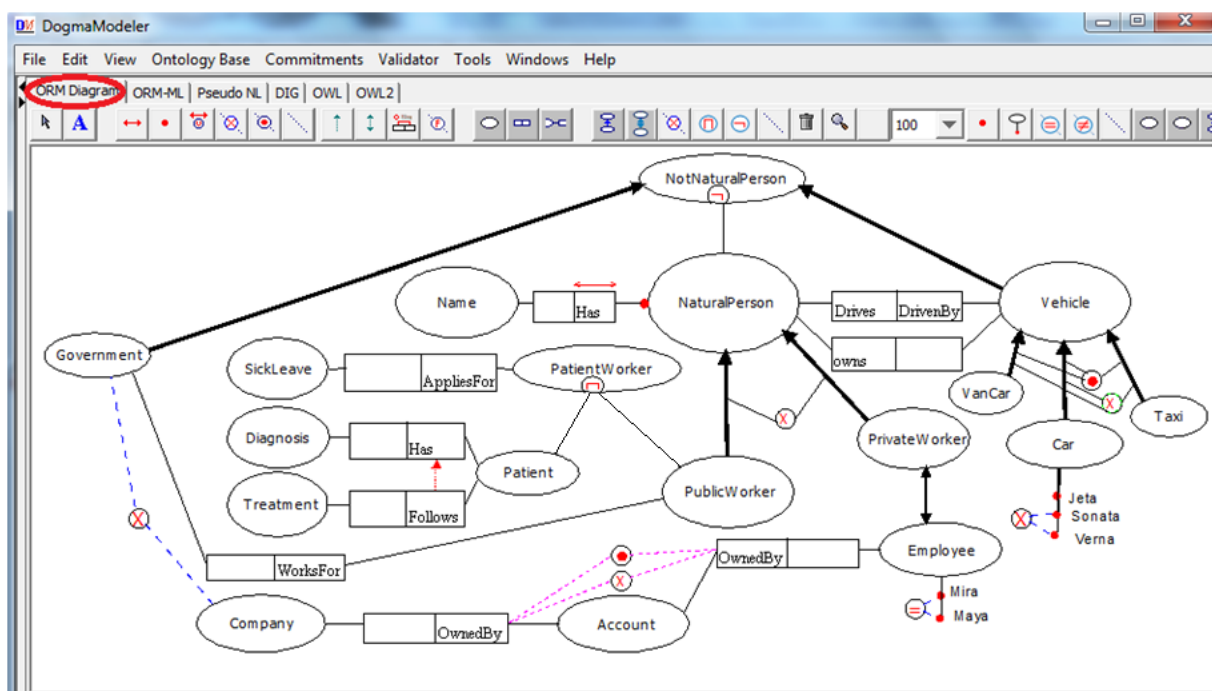 DM DogmaModeler
File Edit View Ontology Base Commitments Validator Tools Windows Help
ORM Diagram ORM-ML Pseudo NL DIG OWL OWL2
A 100
NotNaturalPerson
Name Has NaturalPerson Drives DrivenBy Vehicle
owns
Government
SickLeave AppliesFor PatientWorker
VanCar
X
X
Taxi
Diagnosis Has
PrivateWorker Car
Patient
Treatment Follows
PublicWorker
Jeta
X
X
Sonata
Verna
WorksFor
OwnedBy Employee
X
Mira
=
Maya
Company OwnedBy Account